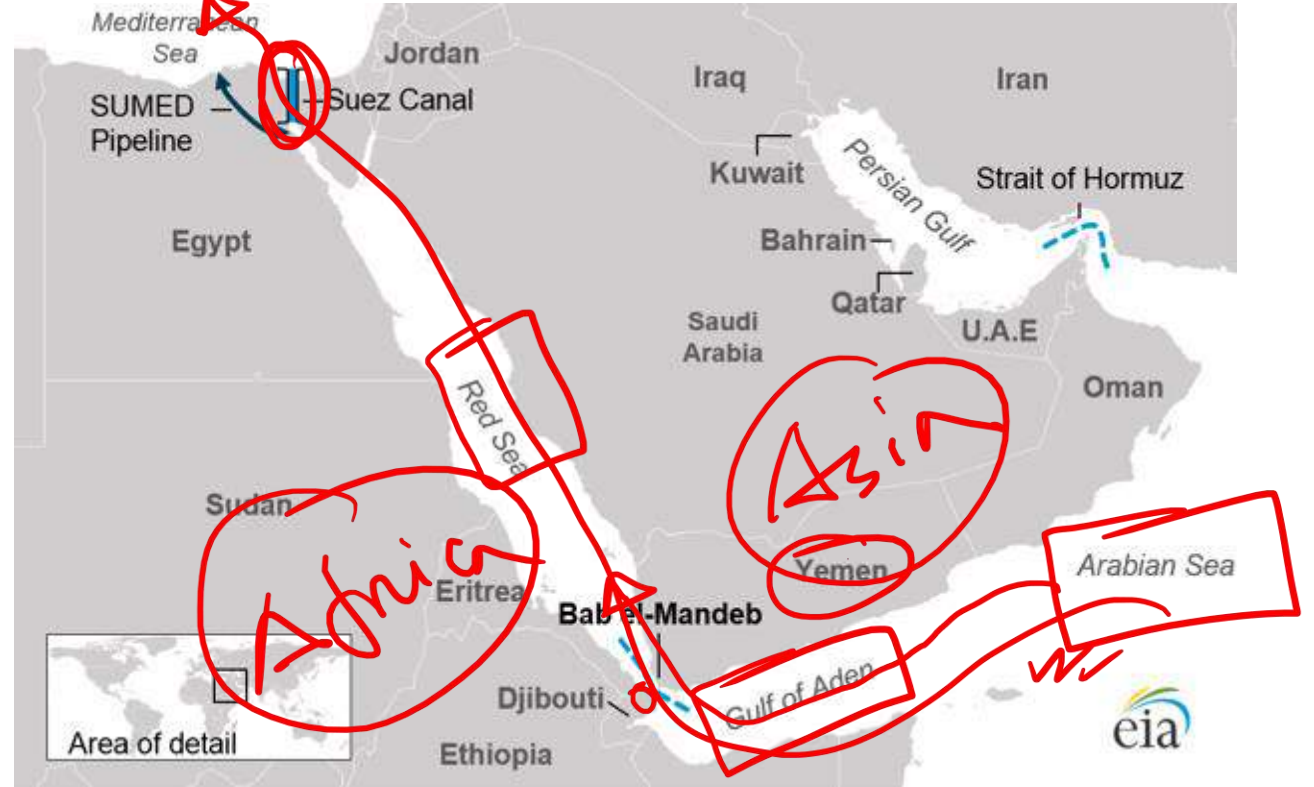 Mediterranean
Sea
Jordan
Iraq
Iran
SUMED
Pipeline
Suez Canal
Kuwait
Persian Gulf
Strait of Hormuz
Egypt
Bahrain
Qatar
Saudi
Arabia
U.A.E
Oman
Red Sea
Asia
Sudan
Africa
Yemen
Arabian Sea
Eritrea
Bab el-Mandeb
Djibouti
Gulf of Aden
Ethiopia
Area of detail
eia